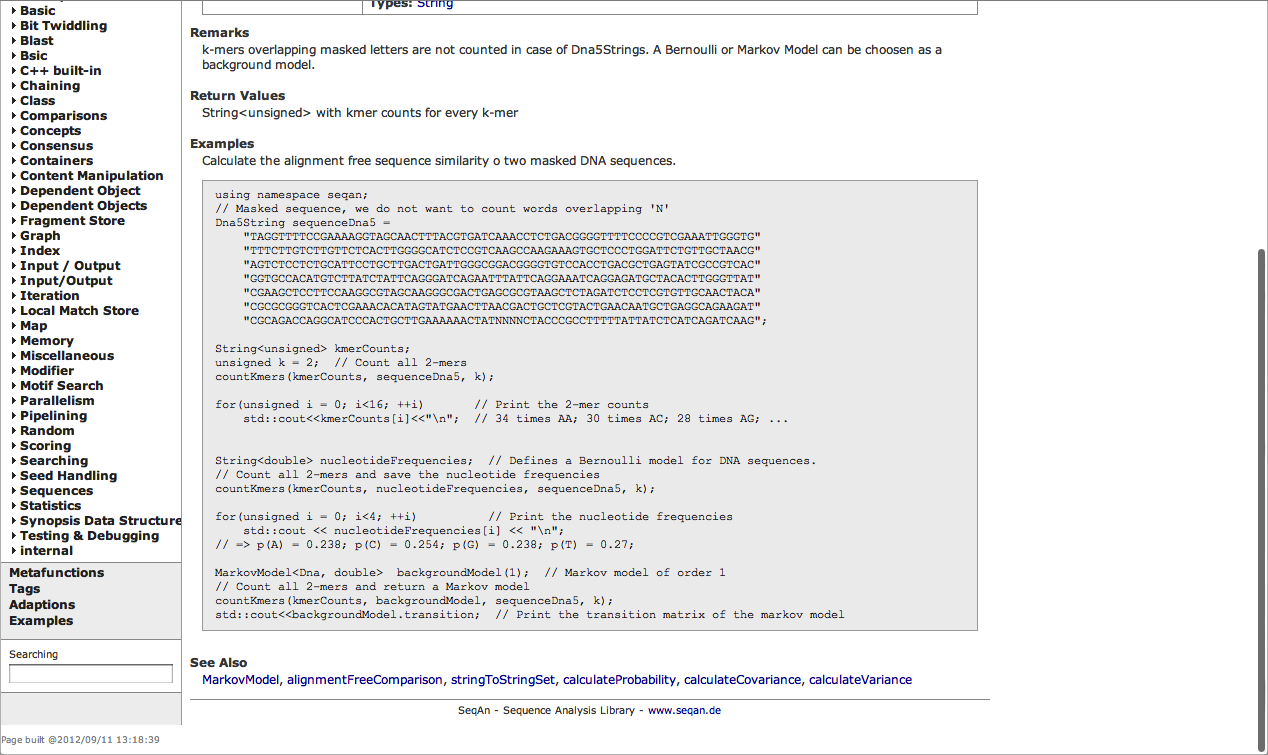 Basic
Bit Twiddling
Blast
Bsic
C++ built-in
Chaining
Class
Comparisons
Concepts
Consensus
Containers
Content Manipulation
Dependent Object
Dependent Objects
Fragment Store
Graph
Index
Input / Output
Input/Output
Iteration
Local Match Store
Map
Memory
Miscellaneous
Modifier
Motif Search
Parallelism
Pipelining
Random
Scoring
Searching
Seed Handling
Sequences
Statistics
Synopsis Data Structure
Testing & Debugging
internal
Metafunctions
Tags
Adaptions
Examples
Searching
Page built @2012/09/11 13:18:39
Types: String
Remarks
k-mers overlapping masked letters are not counted in case of Dna5Strings. A Bernoulli or Markov Model can be choosen as a
background model.
Return Values
String<unsigned> with kmer counts for every k-mer
Examples
Calculate the alignment free sequence similarity o two masked DNA sequences.
using namespace seqan;
// Masked sequence, we do not want to count words overlapping 'N'
Dna5String sequenceDna5 =
"TAGGTTTTCCGAAAAGGTAGCAACTTTACGTGATCAAACCTCTGACGGGGTTTTCCCCGTCGAAATTGGGTG"
"TTTCTTGTCTTGTTCTCACTTGGGGCATCTCCGTCAAGCCAAGAAAGTGCTCCCTGGATTCTGTTGCTAACG"
"AGTCTCCTCTGCATTCCTGCTTGACTGATTGGGCGGACGGGGTGTCCACCTGACGCTGAGTATCGCCGTCAC"
"GGTGCCACATGTCTTATCTATTCAGGGATCAGAATTTATTCAGGAAATCAGGAGATGCTACACTTGGGTTAT"
"CGAAGCTCCTTCCAAGGCGTAGCAAGGGCGACTGAGCGCGTAAGCTCTAGATCTCCTCGTGTTGCAACTACA"
"CGCGCGGGTCACTCGAAACACATAGTATGAACTTAACGACTGCTCGTACTGAACAATGCTGAGGCAGAAGAT"
"CGCAGACCAGGCATCCCACTGCTTGAAAAAACTATNNNNCTACCCGCCTTTTTATTATCTCATCAGATCAAG";
String<unsigned> kmerCounts;
unsigned k = 2;  // Count all 2-mers
countKmers(kmerCounts, sequenceDna5, k);
for(unsigned i = 0; i<16; ++i)       // Print the 2-mer counts
std::cout<<kmerCounts[i]<<"\n";  // 34 times AA; 30 times AC; 28 times AG; ...
String<double> nucleotideFrequencies;  // Defines a Bernoulli model for DNA sequences.
// Count all 2-mers and save the nucleotide frequencies
countKmers(kmerCounts, nucleotideFrequencies, sequenceDna5, k);
for(unsigned i = 0; i<4; ++i)          // Print the nucleotide frequencies
std::cout << nucleotideFrequencies[i] << "\n";
// => p(A) = 0.238; p(C) = 0.254; p(G) = 0.238; p(T) = 0.27;
MarkovModel<Dna, double>  backgroundModel(1);  // Markov model of order 1
// Count all 2-mers and return a Markov model
countKmers(kmerCounts, backgroundModel, sequenceDna5, k);
std::cout<<backgroundModel.transition;  // Print the transition matrix of the markov model
See Also
MarkovModel, alignmentFreeComparison, stringToStringSet, calculateProbability, calculateCovariance, calculateVariance
SeqAn - Sequence Analysis Library - www.seqan.de